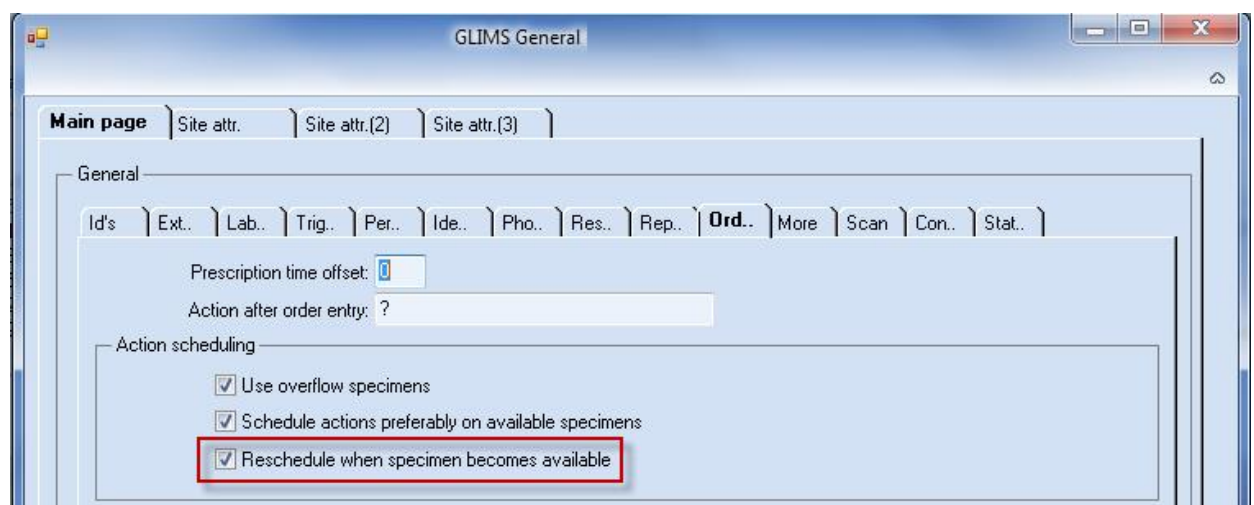 GLIMS General
Main page Site attr. Site attr.(2) Site attr.(3)
General
Id's Ext.. Lab.. Trig.. Per.. Ide.. Pho.. Res.. Rep.. Ord.. More Scan Con.. Stat..
Prescription time offset: 0
Action after order entry: ?
Action scheduling
Use overflow specimens
Schedule actions preferably on available specimens
Reschedule when specimen becomes available